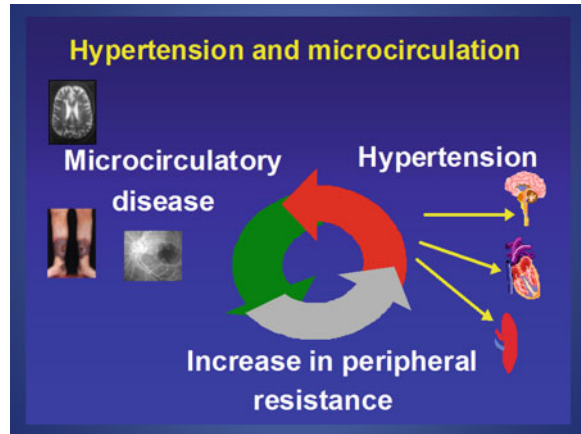 Hypertension and microcirculation
Microcirculatory
disease
Hypertension
Increase in peripheral
resistance